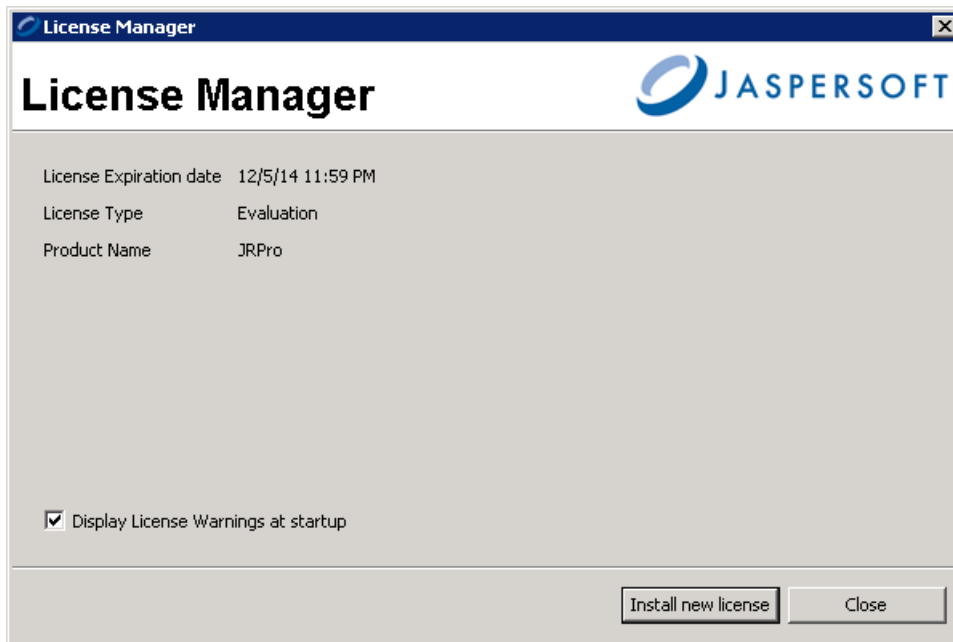 License Manager
License Manager
JASPERSOFT
License Expiration date 12/5/14 11:59 PM
License Type Evaluation
Product Name JRPro
Display License Warnings at startup
Install new license Close